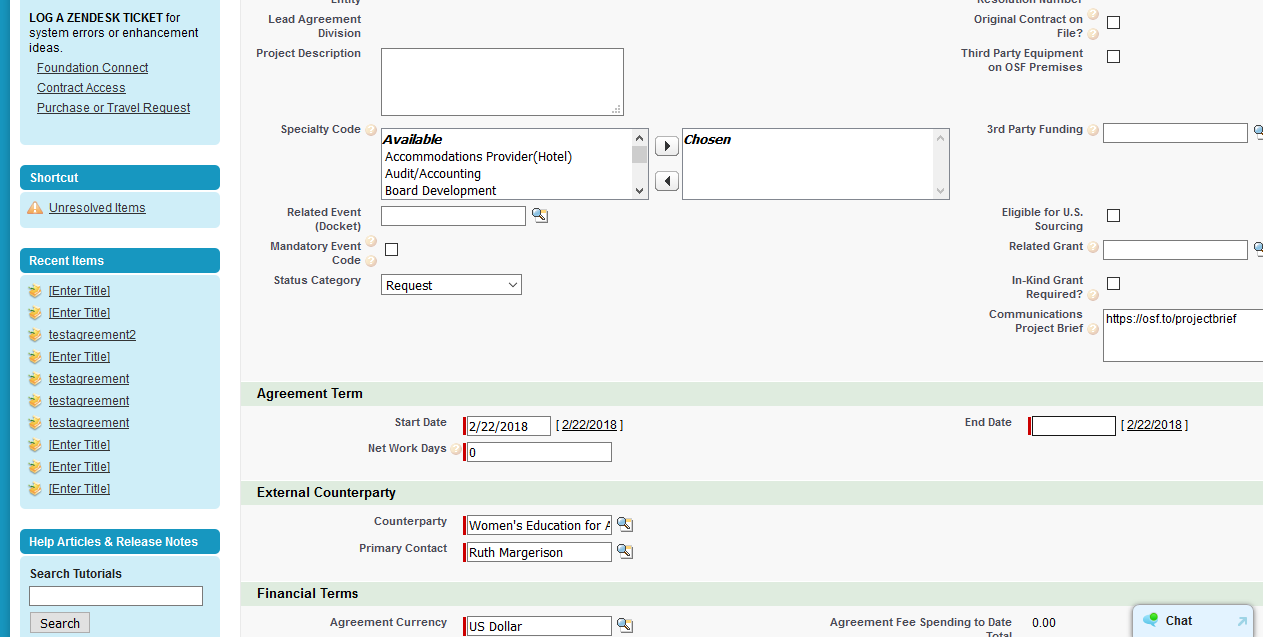 LOG A ZENDESK TICKET for
system errors or enhancement
ideas.
Foundation Connect
Contract Access
Purchase or Travel Request
Shortcut
Unresolved Items
Recent Items
[Enter Title]
[Enter Title]
testagreement2
[Enter Title]
testagreement
testagreement
testagreement
[Enter Title]
[Enter Title]
[Enter Title]
Help Articles & Release Notes
Search Tutorials
Search
Entity
Resolution Number
Lead Agreement
Division
Original Contract on
File?
Project Description
Third Party Equipment
on OSF Premises
Specialty Code
Available
Accommodations Provider(Hotel)
Audit/Accounting
Board Development
Chosen
3rd Party Funding
Related Event
(Docket)
Eligible for U.S.
Sourcing
Mandatory Event
Code
Related Grant
Status Category
Request
In-Kind Grant
Required?
Communications
Project Brief
https://osf.to/projectbrief
Agreement Term
Start Date
2/22/2018
[ 2/22/2018 ]
End Date
[ 2/22/2018 ]
Net Work Days
0
External Counterparty
Counterparty
Women's Education for A
Primary Contact
Ruth Margerison
Financial Terms
Agreement Currency
US Dollar
Agreement Fee Spending to Date
Total
0.00
Chat